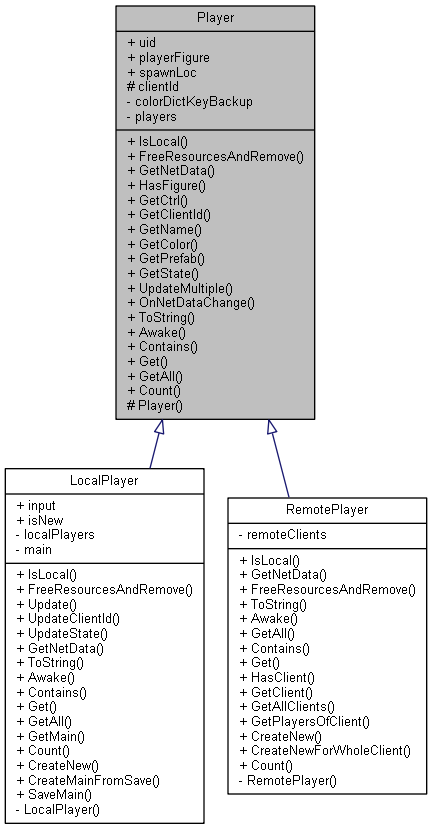 Player
+ uid
+ playerFigure
+ spawnLoc
# clientId
- colorDictKeyBackup
- players
+ IsLocal()
+ FreeResourcesAndRemove()
+ GetNetData()
+ HasFigure()
+ GetCtrl()
+ GetClientId()
+ GetName()
+ GetColor()
+ GetPrefab()
+ GetState()
+ UpdateMultiple()
+ OnNetDataChange()
+ ToString()
+ Awake()
+ Contains()
+ Get()
+ GetAll()
+ Count()
# Player()
LocalPlayer
+ input
+ isNew
- localPlayers
- main
+ IsLocal()
+ FreeResourcesAndRemove()
+ Update()
+ UpdateClientId()
+ UpdateState()
+ GetNetData()
+ ToString()
+ Awake()
+ Contains()
+ Get()
+ GetAll()
+ GetMain()
+ Count()
+ CreateNew()
+ CreateMainFromSave()
+ SaveMain()
- LocalPlayer()
RemotePlayer
- remoteClients
+ IsLocal()
+ GetNetData()
+ FreeResourcesAndRemove()
+ ToString()
+ Awake()
+ GetAll()
+ Contains()
+ Get()
+ HasClient()
+ GetClient()
+ GetAllClients()
+ GetPlayersOfClient()
+ CreateNew()
+ CreateNewForWholeClient()
+ Count()
- RemotePlayer()